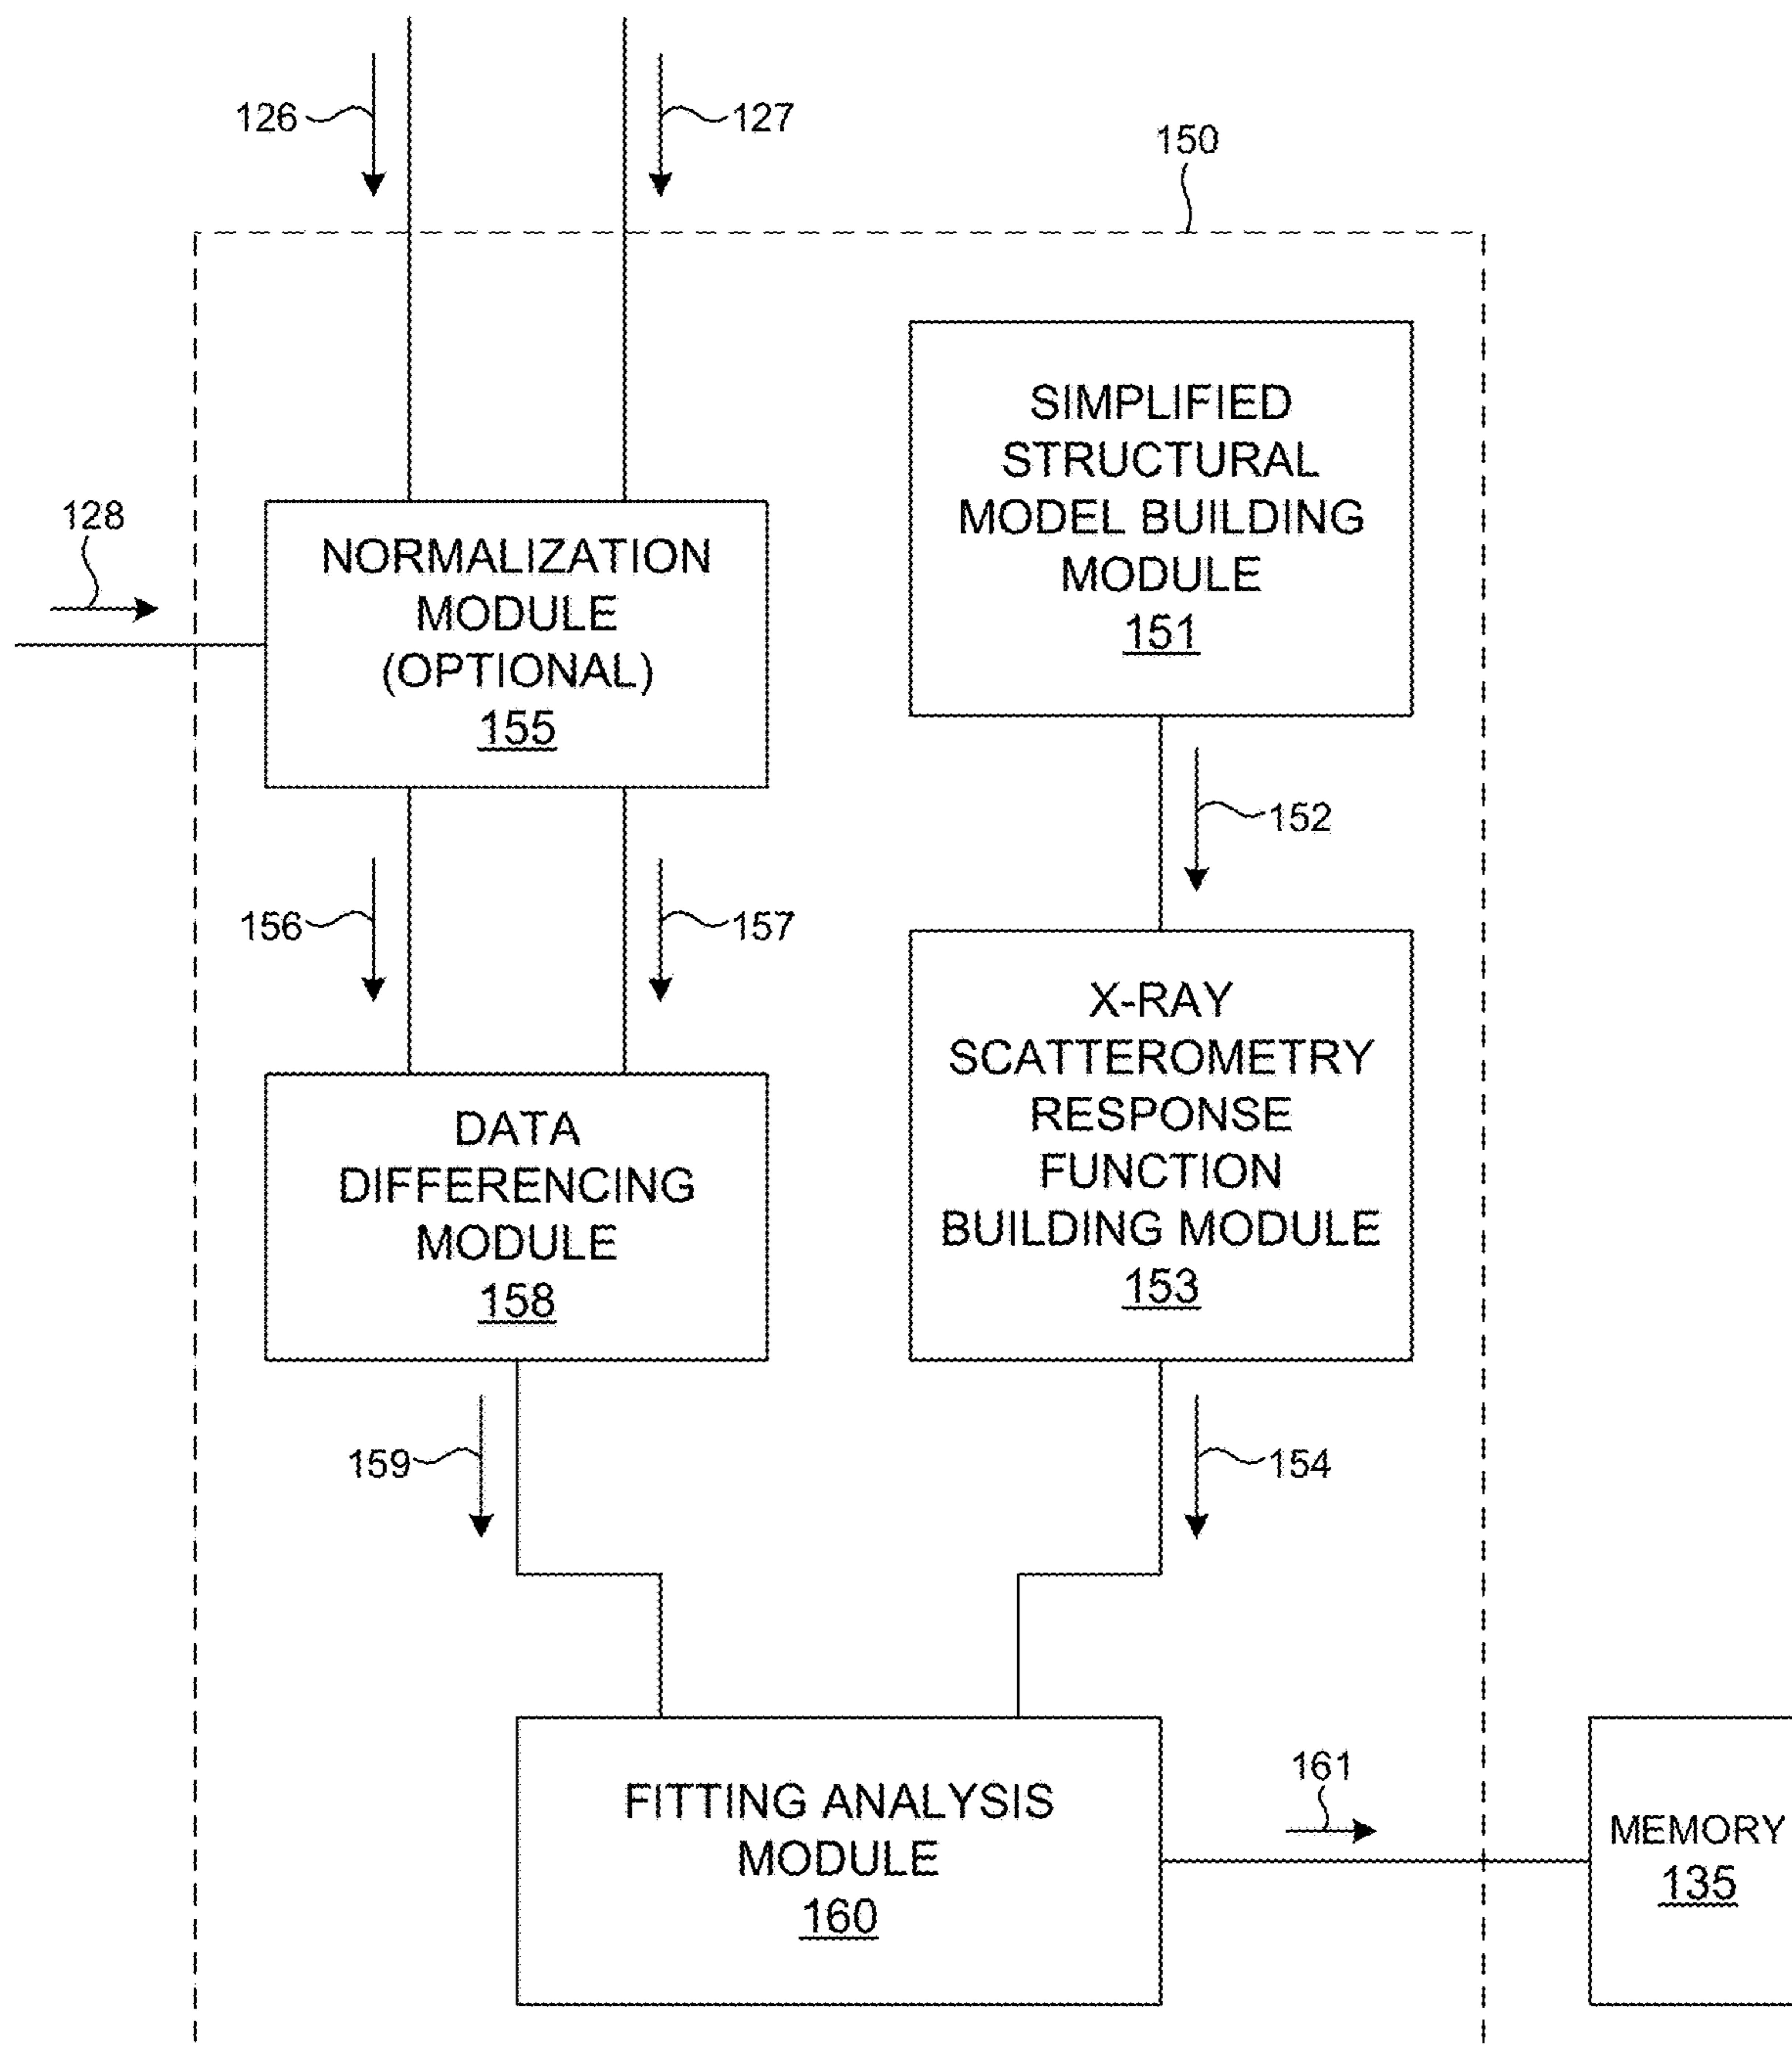 126
127
150
128
NORMALIZATION
MODULE
(OPTIONAL)
155
SIMPLIFIED
STRUCTURAL
MODEL BUILDING
MODULE
151
152
156
157
DATA
DIFFERENCING
MODULE
158
X-RAY
SCATTEROMETRY
RESPONSE
FUNCTION
BUILDING MODULE
153
159
154
FITTING ANALYSIS
MODULE
160
161
MEMORY
135